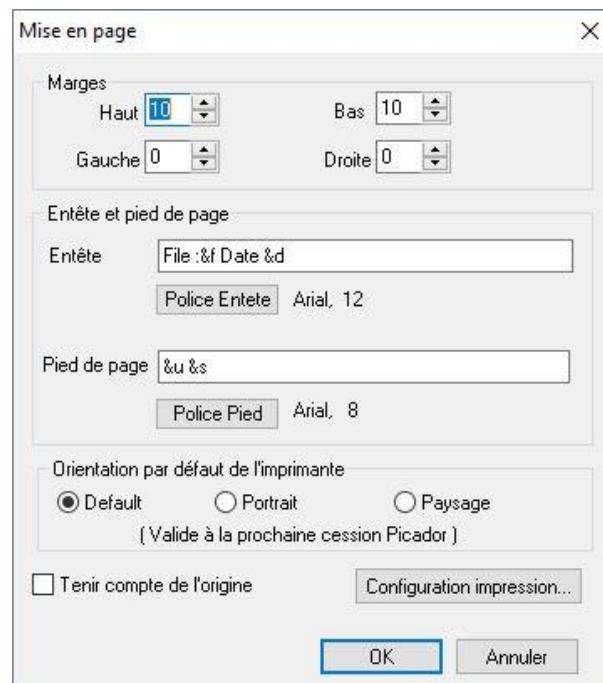 Mise en page
Marges
Haut 10 Bas 10
Gauche 0 Droite 0
Entête et pied de page
Entête File :&f Date &d
Police Entete Arial, 12
Pied de page &u &s
Police Pied Arial, 8
Orientation par défaut de l'imprimante
Default Portrait Paysage
( Valide à la prochaine cession Picador )
Tenir compte de l'origine Configuration impression...
OK Annuler